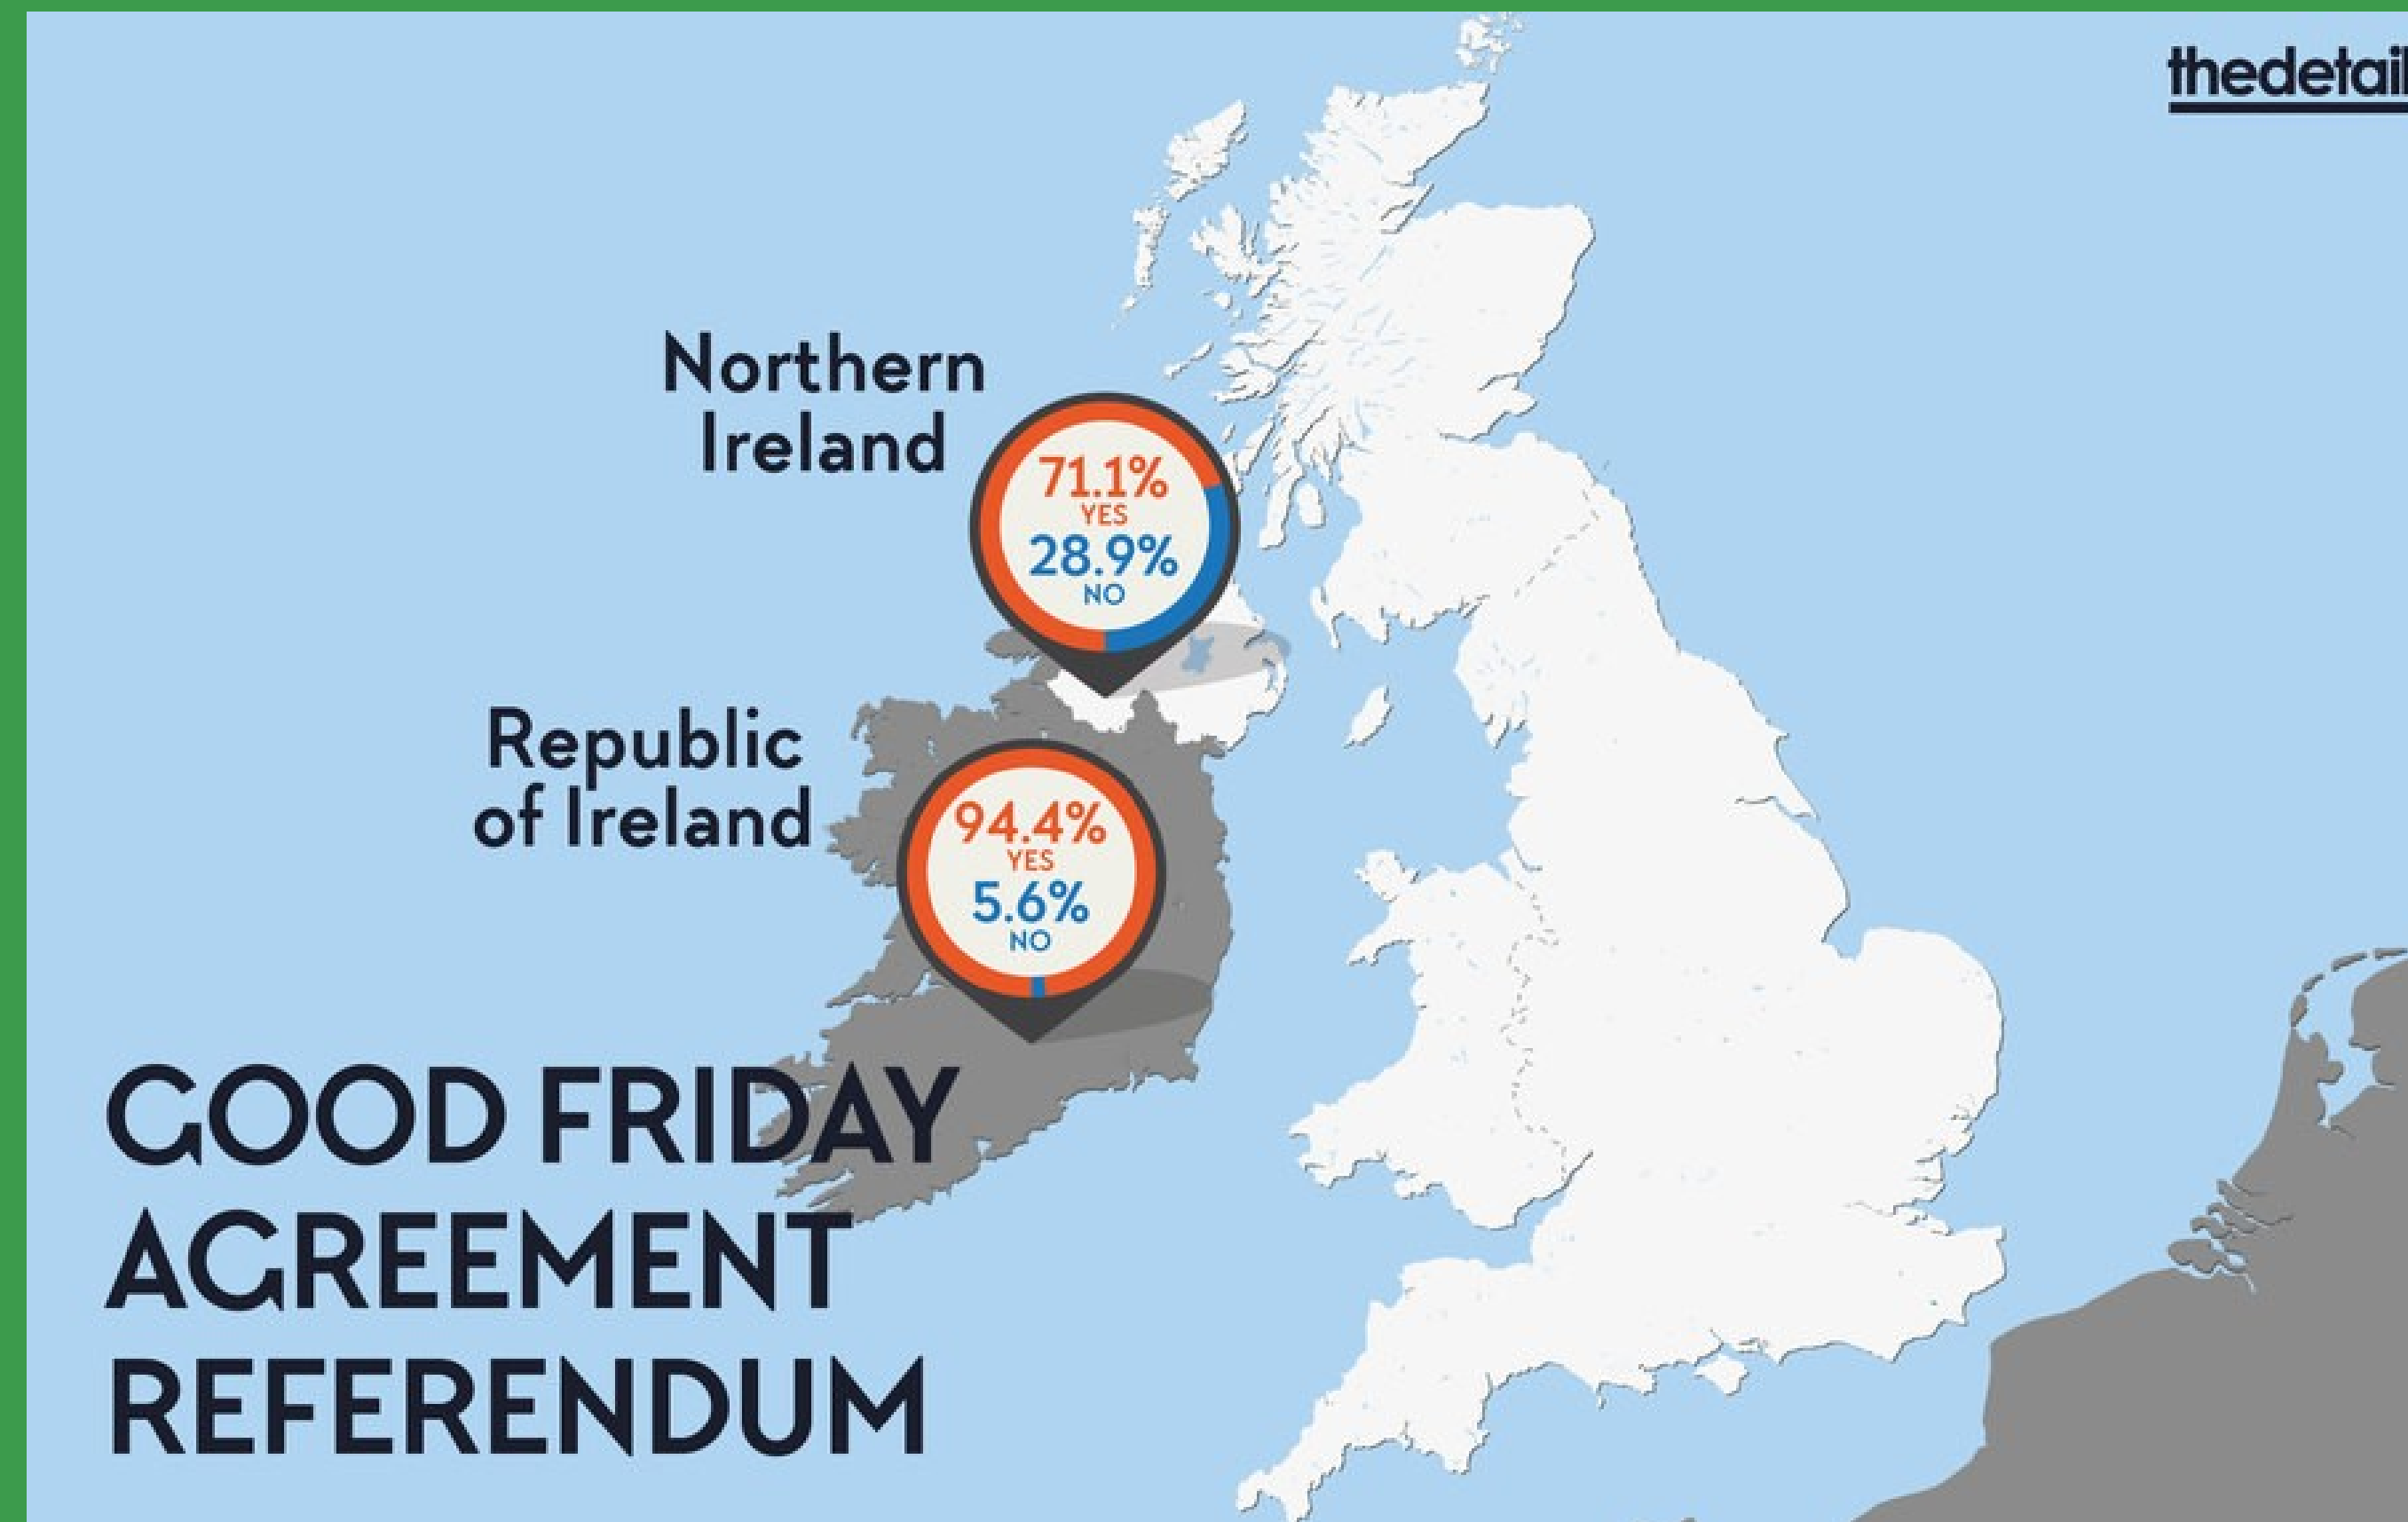 thedetail
Northern
Ireland
71.1%
YES
28.9%
NO
Republic
of Ireland
94.4%
YES
5.6%
NO
GOOD FRIDAY
AGREEMENT
REFERENDUM